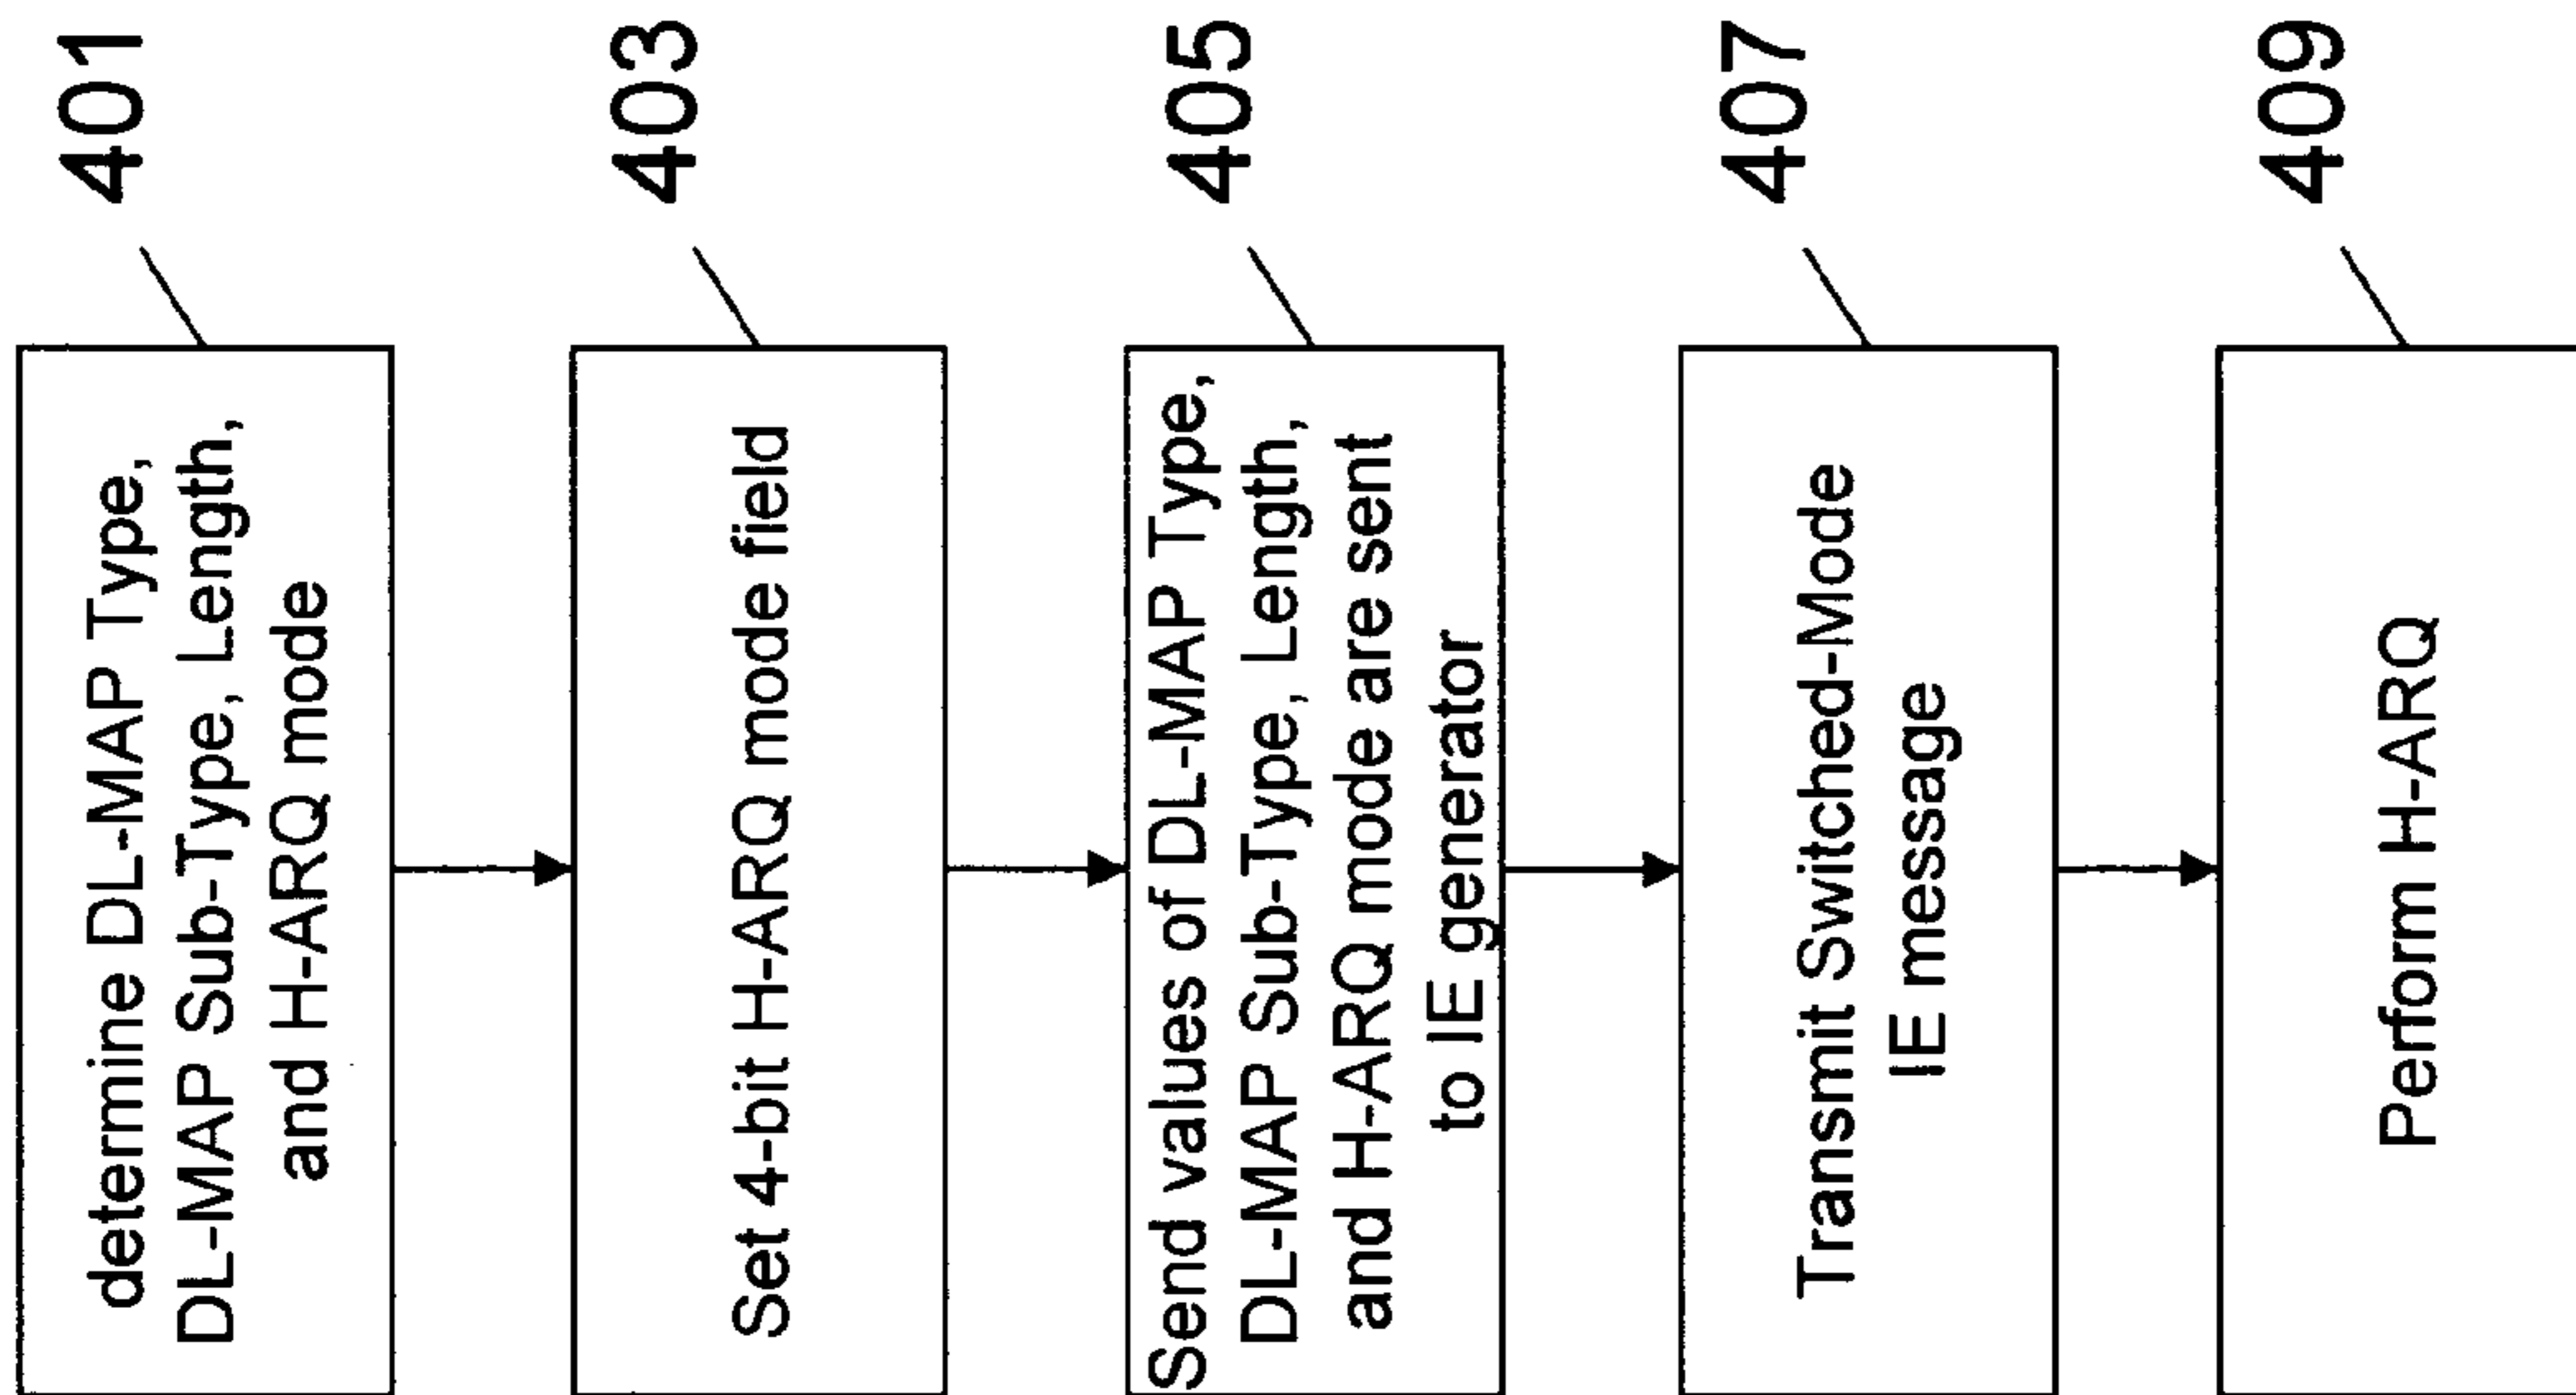 401
determine DL-MAP Type,
DL-MAP Sub-Type, Length,
and H-ARQ mode
403
Set 4-bit H-ARQ mode field
405
Send values of DL-MAP Type,
DL-MAP Sub-Type, Length,
and H-ARQ mode are sent
to IE generator
407
Transmit Switched-Mode
IE message
409
Perform H-ARQ